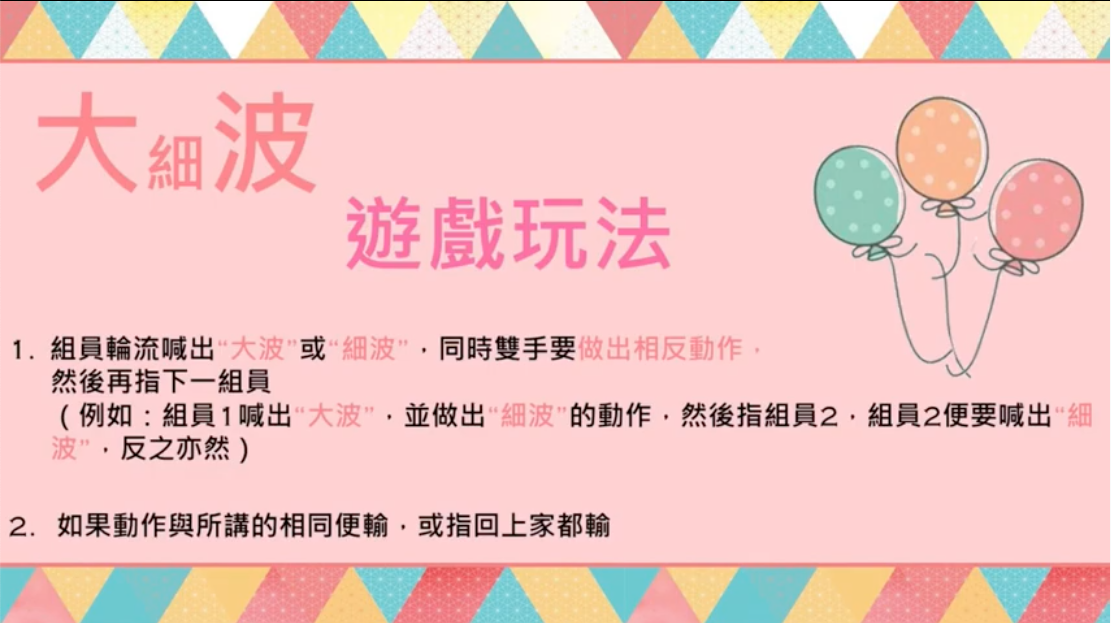 大細波
遊戲玩法
1. 組員輪流喊出“大波”或“細波”，同時雙手要做出相反動作，
然後再指下一組員
（例如：組員1喊出“大波”，並做出“細波”的動作，然後指組員2，組員2便要喊出“細
波”，反之亦然）
2. 如果動作與所講的相同便輸，或指回上家都輸